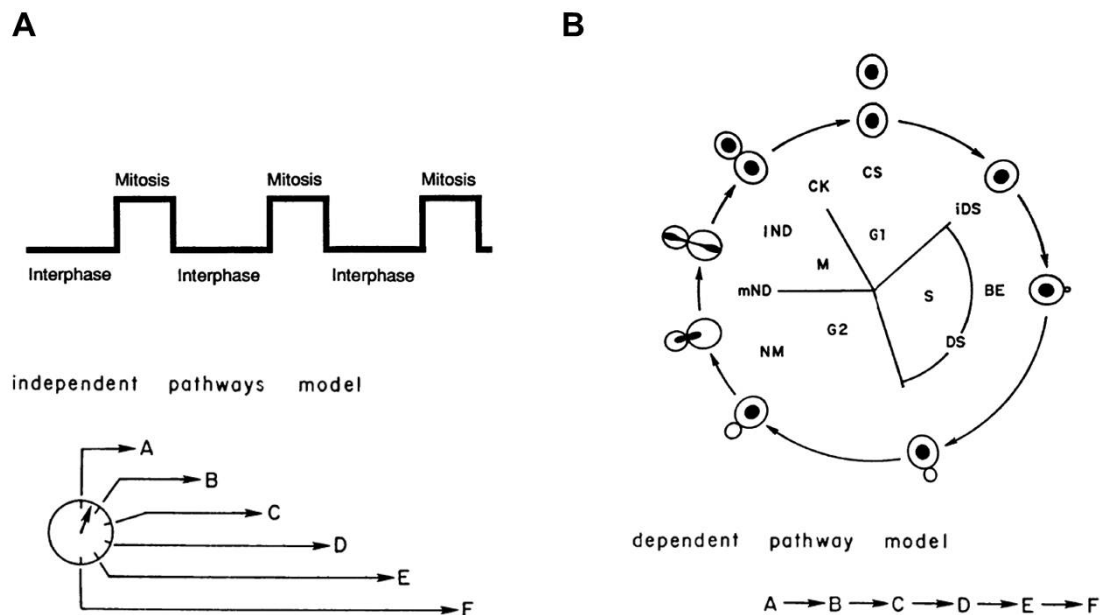 A
Mitosis Mitosis Mitosis
Interphase Interphase Interphase
independent pathways model
A
B
C
D
E
F
B
CS
CK
iDS
lND
G1
M
mND
S
BE
G2
DS
NM
dependent pathway model
A → B → C → D → E → F